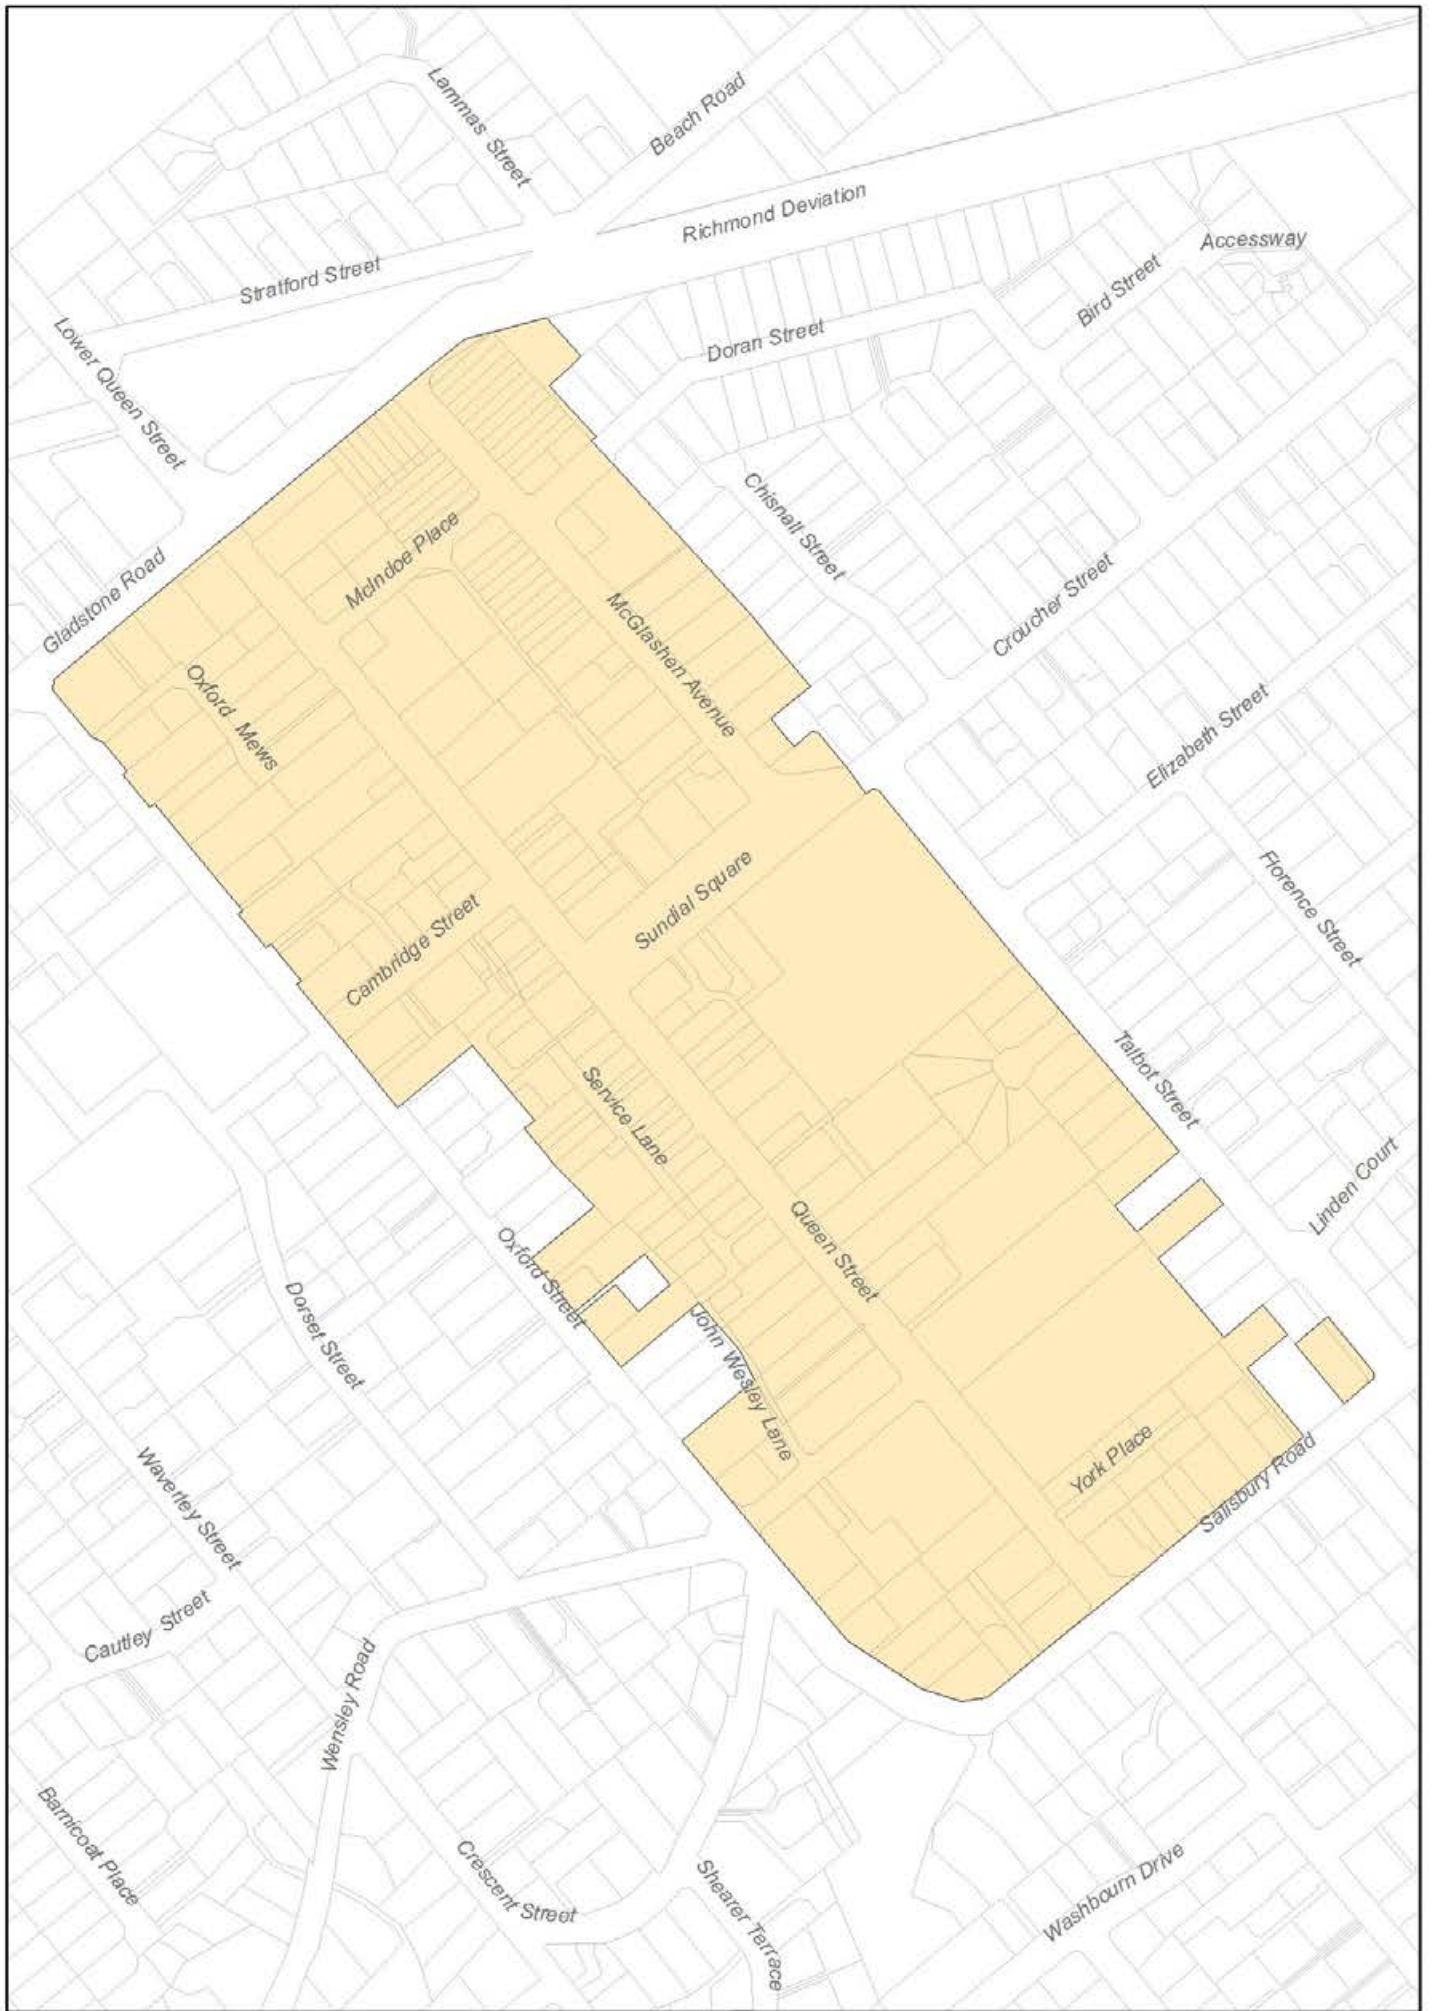 Lammas Street
Beach Road
Richmond Deviation
Accessway
Stratford Street
Bird Street
Doran Street
Lower Queen Street
Chisnall Street
McIndoe Place
Gladstone Road
Croucher Street
McGlashen Avenue
Oxford Mews
Elizabeth Street
Sundial Square
Florence Street
Cambridge Street
Service Lane
Talbot Street
Linden Court
Queen Street
Oxford Street
Dorset Street
John Wesley Lane
York Place
Salisbury Road
Waverley Street
Cautley Street
Wensley Road
Barnicoat Place
Crescent Street
Shearer Terrace
Washbourn Drive